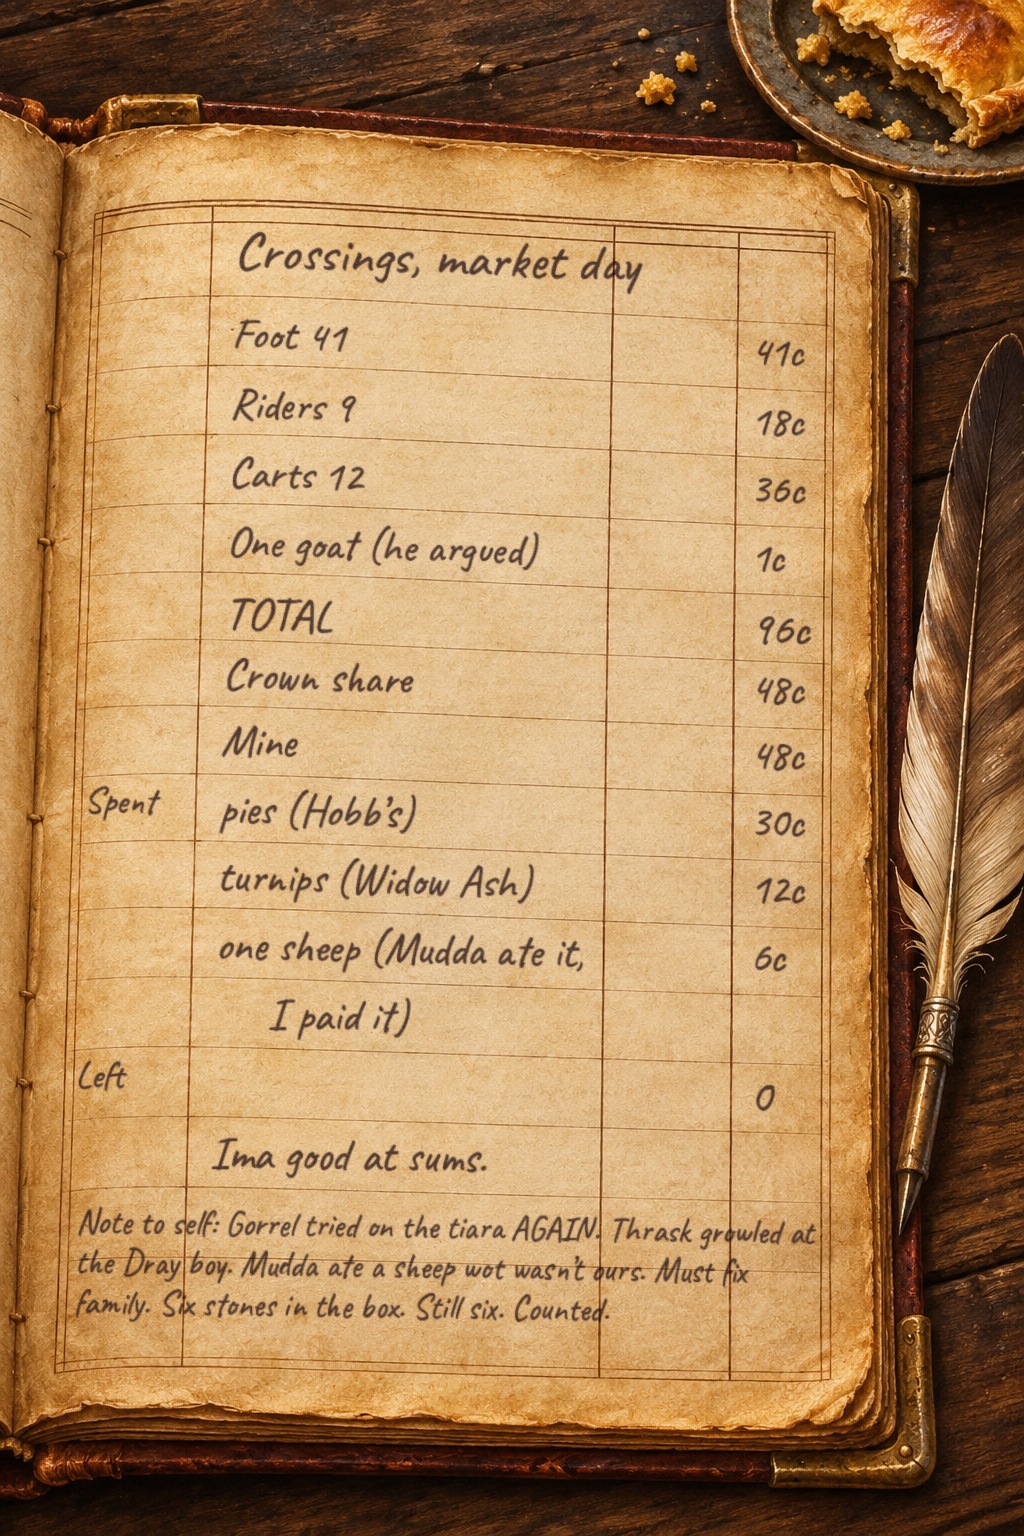 Crossings, market day
Foot 41 41c
Riders 9 18c
Carts 12 36c
One goat (he argued) 1c
TOTAL 96c
Crown share 48c
Mine 48c
Spent pies (Hobb's) 30c
turnips (Widow Ash) 12c
one sheep (Mudda ate it, 6c
I paid it)
Left 0
Ima good at sums.
Note to self: Gorrel tried on the tiara AGAIN. Thrask growled at
the Dray boy. Mudda ate a sheep wot wasn't ours. Must fix
family. Six stones in the box. Still six. Counted.